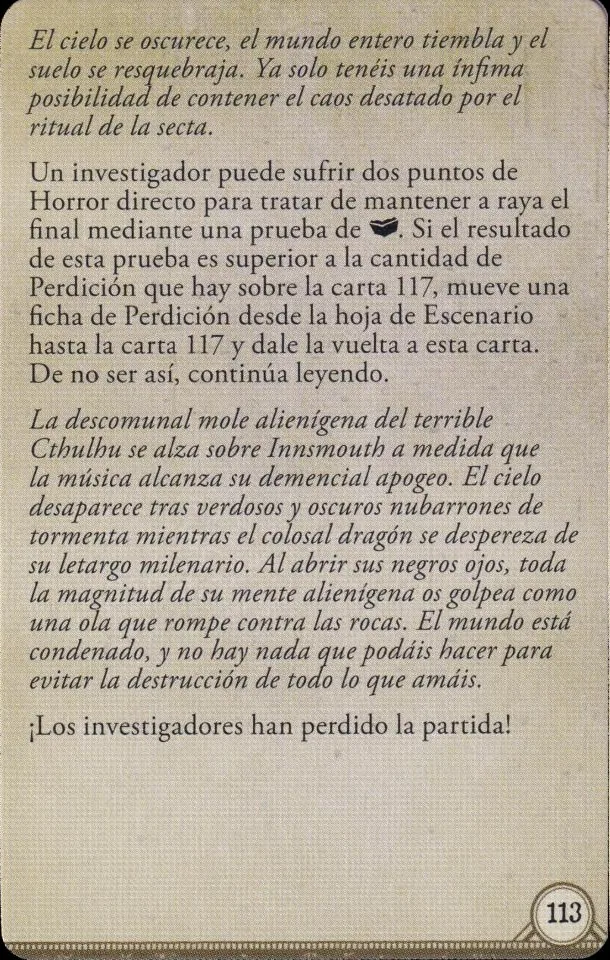 El cielo se oscurece, el mundo entero tiembla y el
suelo se resquebraja. Ya solo tenéis una ínfima
posibilidad de contener el caos desatado por el
ritual de la secta.
Un investigador puede sufrir dos puntos de
Horror directo para tratar de mantener a raya el
final mediante una prueba de . Si el resultado
de esta prueba es superior a la cantidad de
Perdición que hay sobre la carta 117, mueve una
ficha de Perdición desde la hoja de Escenario
hasta la carta 117 y dale la vuelta a esta carta.
De no ser así, continúa leyendo.
La descomunal mole alienígena del terrible
Cthulhu se alza sobre Innsmouth a medida que
la música alcanza su demencial apogeo. El cielo
desaparece tras verdosos y oscuros nubarrones de
tormenta mientras el colosal dragón se despereza de
su letargo milenario. Al abrir sus negros ojos, toda
la magnitud de su mente alienígena os golpea como
una ola que rompe contra las rocas. El mundo está
condenado, y no hay nada que podáis hacer para
evitar la destrucción de todo lo que amáis.
¡Los investigadores han perdido la partida!
113